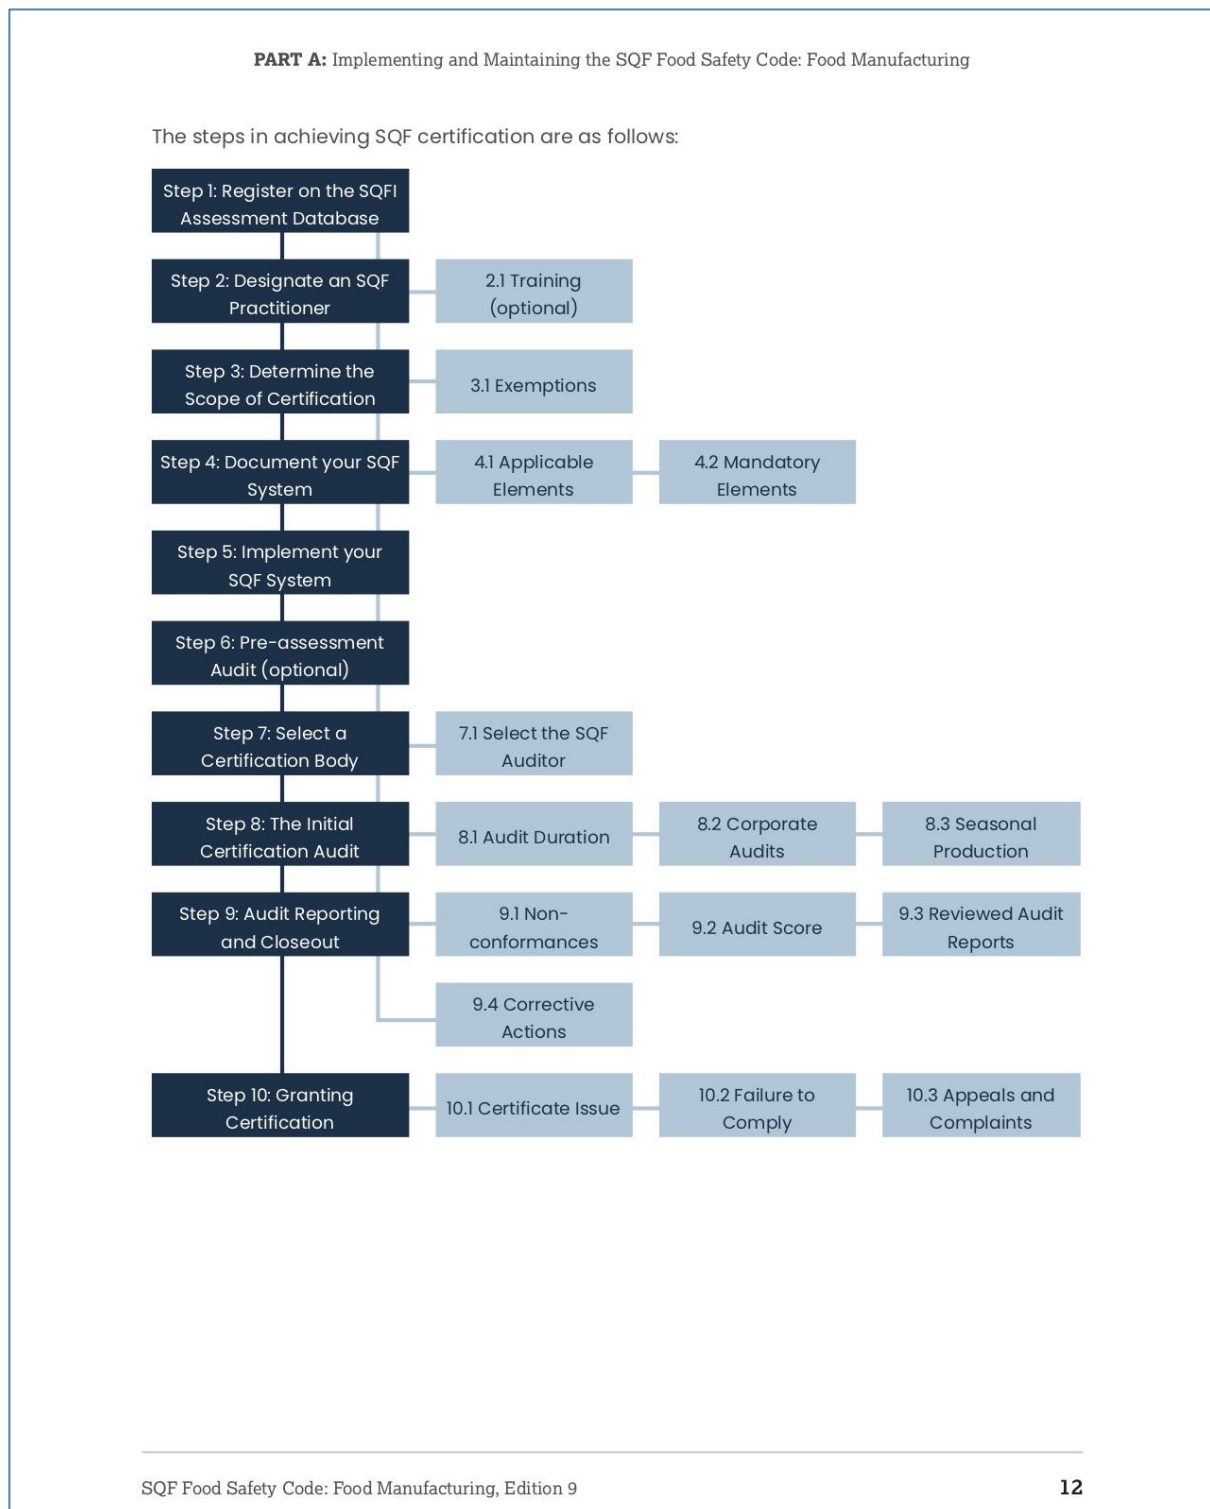 PART A: Implementing and Maintaining the SQF Food Safety Code: Food Manufacturing
The steps in achieving SQF certification are as follows:
Step 1: Register on the SQFI
Assessment Database
Step 2: Designate an SQF
Practitioner
2.1 Training
(optional)
Step 3: Determine the
Scope of Certification
3.1 Exemptions
Step 4: Document your SQF
System
4.1 Applicable
Elements
4.2 Mandatory
Elements
Step 5: Implement your
SQF System
Step 6: Pre-assessment
Audit (optional)
Step 7: Select a
Certification Body
7.1 Select the SQF
Auditor
Step 8: The Initial
Certification Audit
8.1 Audit Duration
8.2 Corporate
Audits
8.3 Seasonal
Production
Step 9: Audit Reporting
and Closeout
9.1 Non-
conformances
9.2 Audit Score
9.3 Reviewed Audit
Reports
9.4 Corrective
Actions
Step 10: Granting
Certification
10.1 Certificate Issue
10.2 Failure to
Comply
10.3 Appeals and
Complaints
SQF Food Safety Code: Food Manufacturing, Edition 9
12